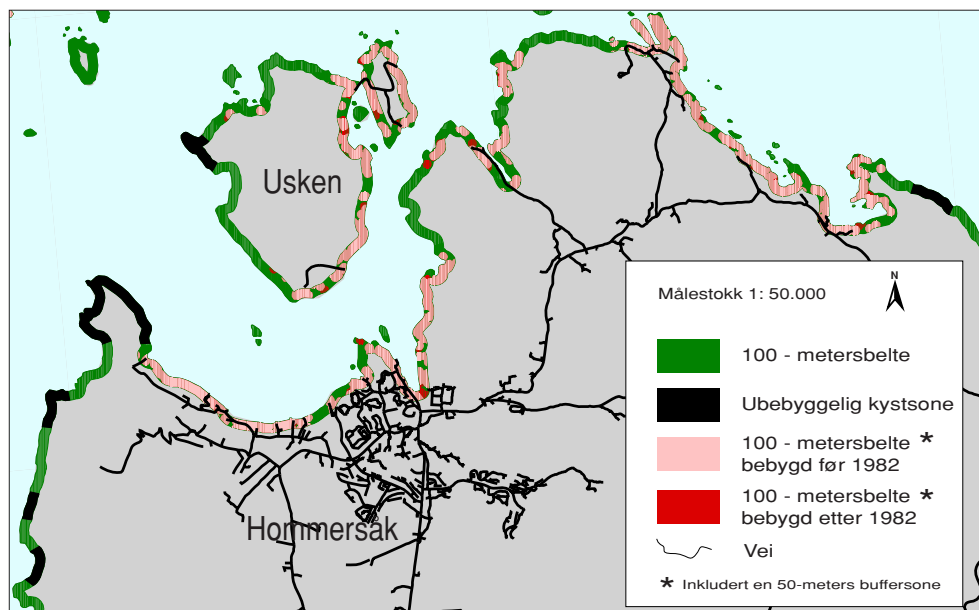 Usken
Hommersåk
Målestokk 1: 50.000
N
100 - metersbelte
Ubebyggelig kystsone
100 - metersbelte *
bebygd før 1982
100 - metersbelte *
bebygd etter 1982
Vei
* Inkludert en 50-meters buffersone